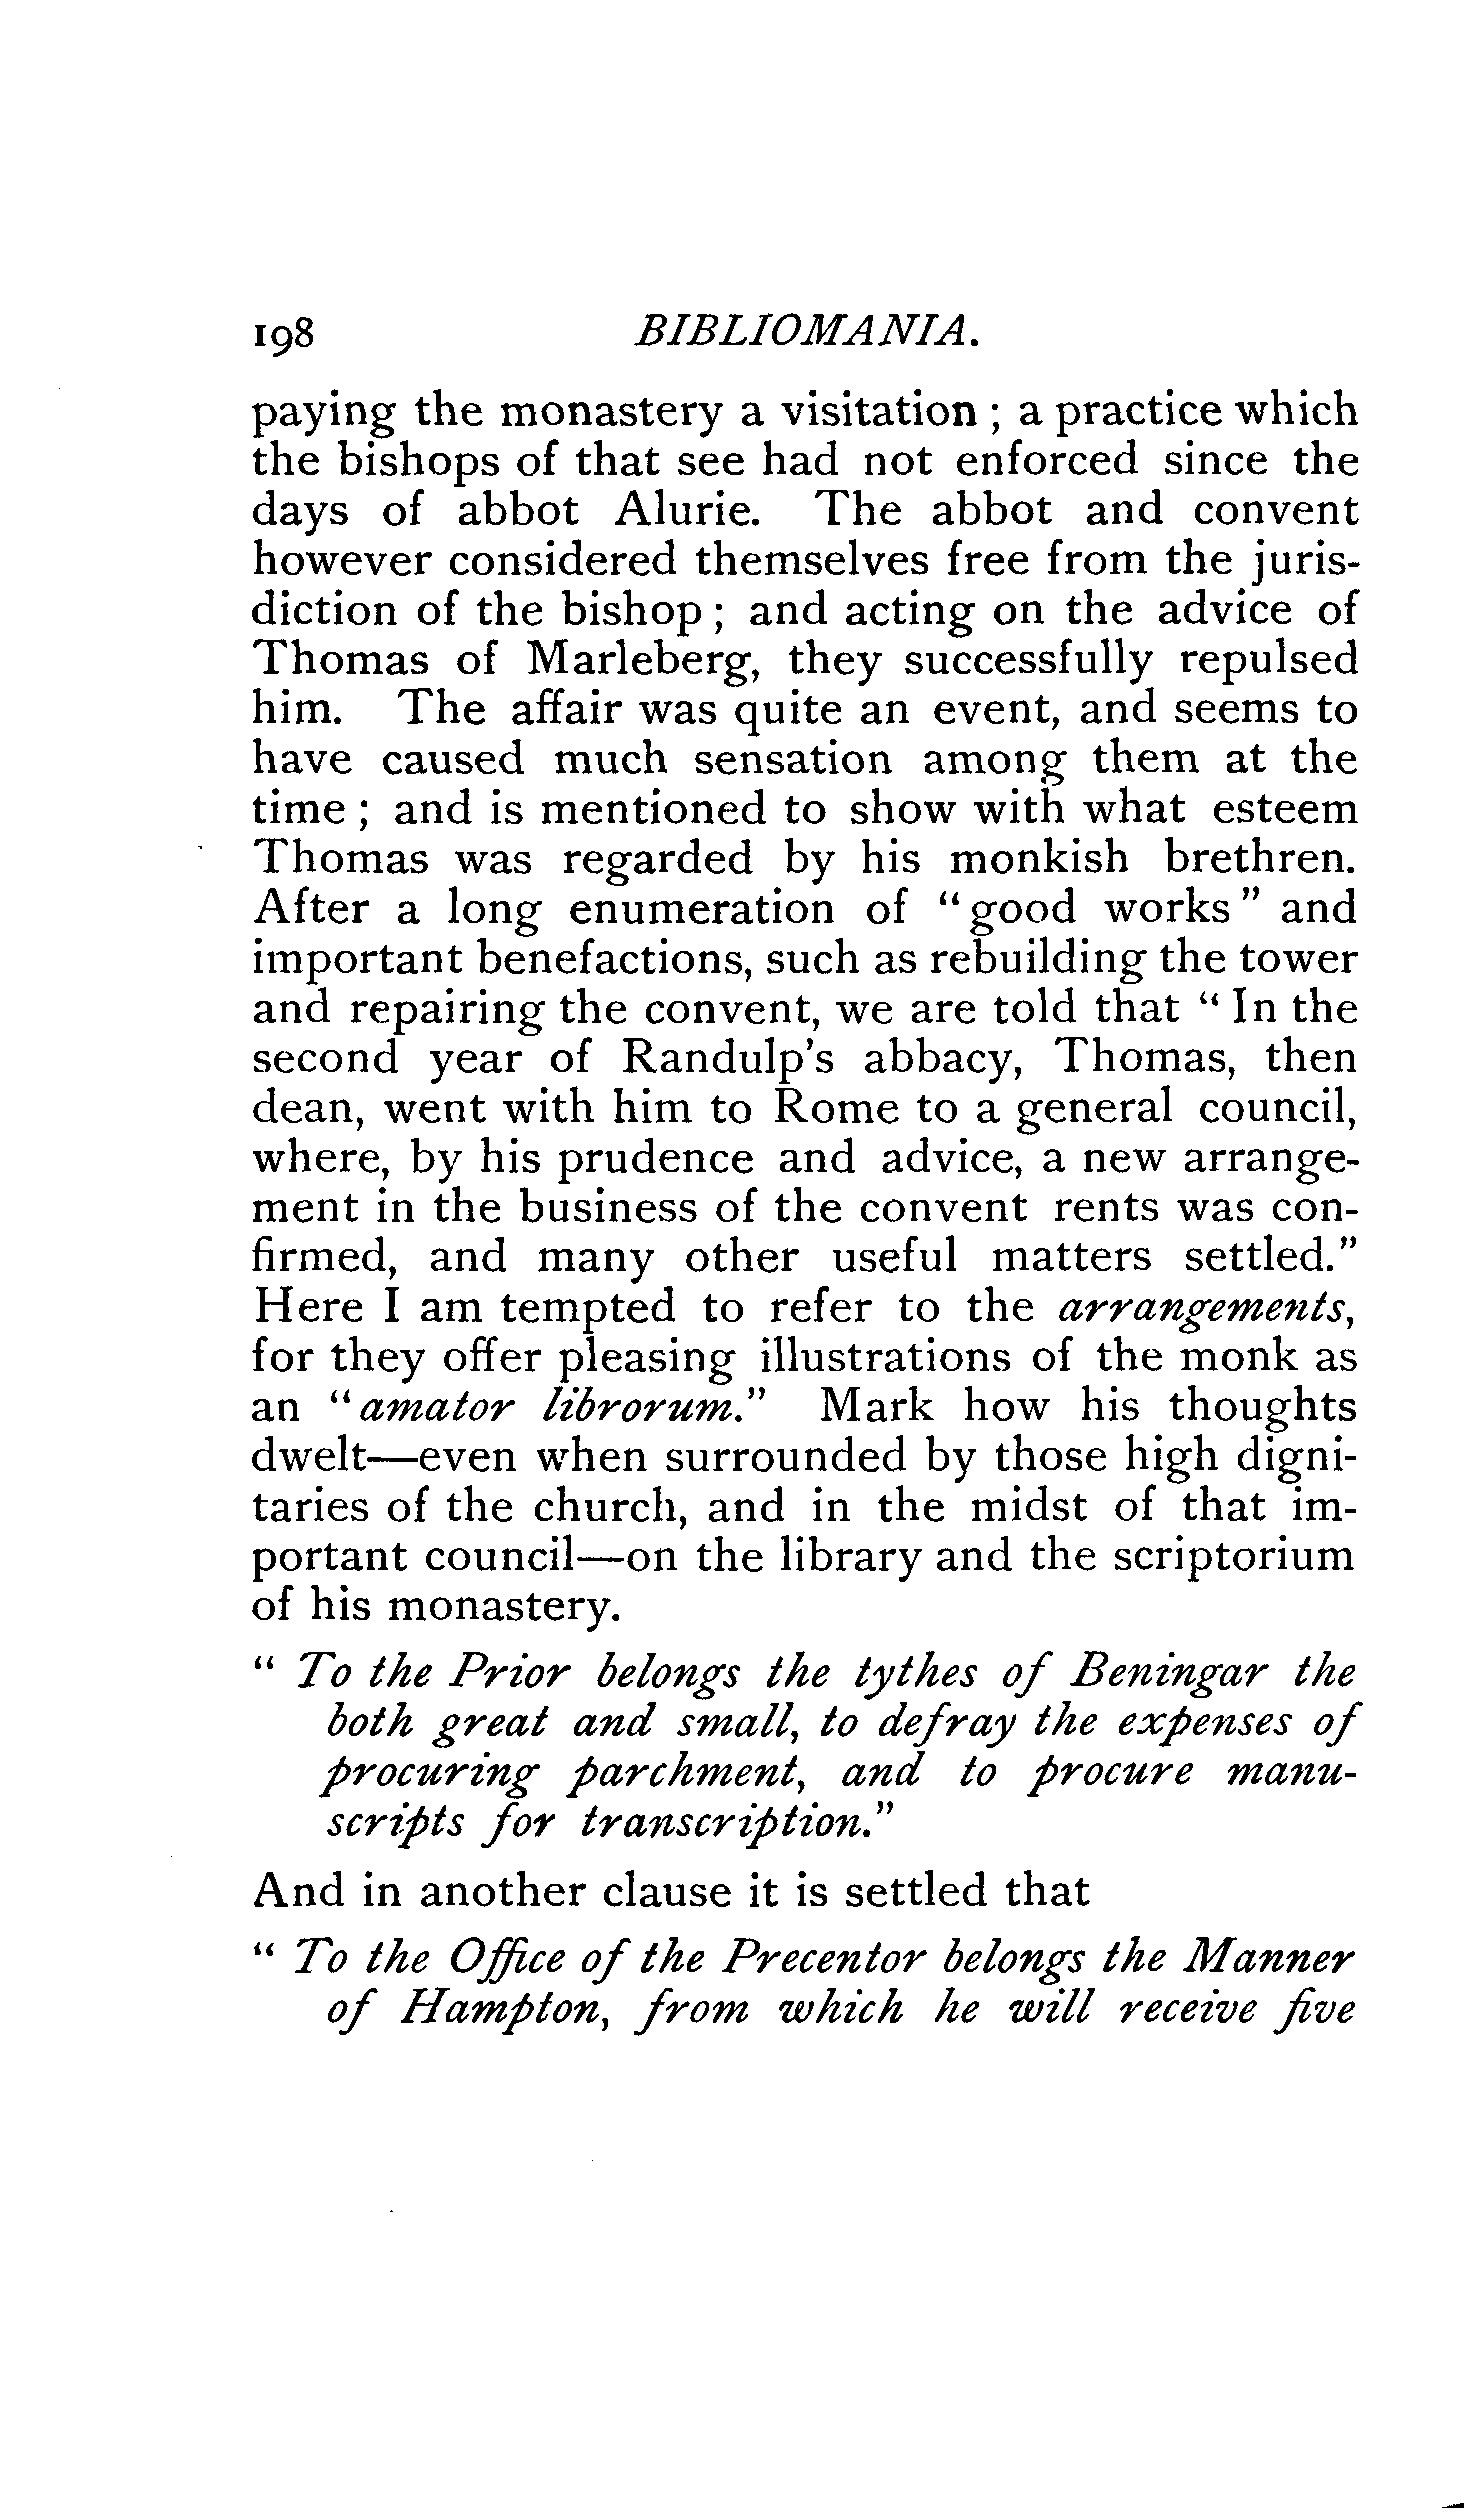 198 BIBLIOMANIA.
paying the monastery a visitation ; a practice which
the bishops of that see had not enforced since the
days of abbot Alurie. The abbot and convent
however considered themselves free from the juris-
diction of the bishop ; and acting on the advice of
Thomas of Marleberg, they successfully repulsed
him. The affair was quite an event, and seems to
have caused much sensation among them at the
time ; and is mentioned to show with what esteem
Thomas was regarded by his monkish brethren.
After a long enumeration of "good works" and
important benefactions, such as rebuilding the tower
and repairing the convent, we are told that "In the
second year of Randulp's abbacy, Thomas, then
dean, went with him to Rome to a general council,
where, by his prudence and advice, a new arrange-
ment in the business of the convent rents was con-
firmed, and many other useful matters settled."
Here I am tempted to refer to the arrangements,
for they offer pleasing illustrations of the monk as
an "amator librorum." Mark how his thoughts
dwelt—even when surrounded by those high digni-
taries of the church, and in the midst of that im-
portant council—on the library and the scriptorium
of his monastery.
"To the Prior belongs the tythes of Beningar the
both great and small, to defray the expenses of
procuring parchment, and to procure manu-
scripts for transcription."
And in another clause it is settled that
"To the Office of the Precentor belongs the Manner
of Hampton, from which he will receive five